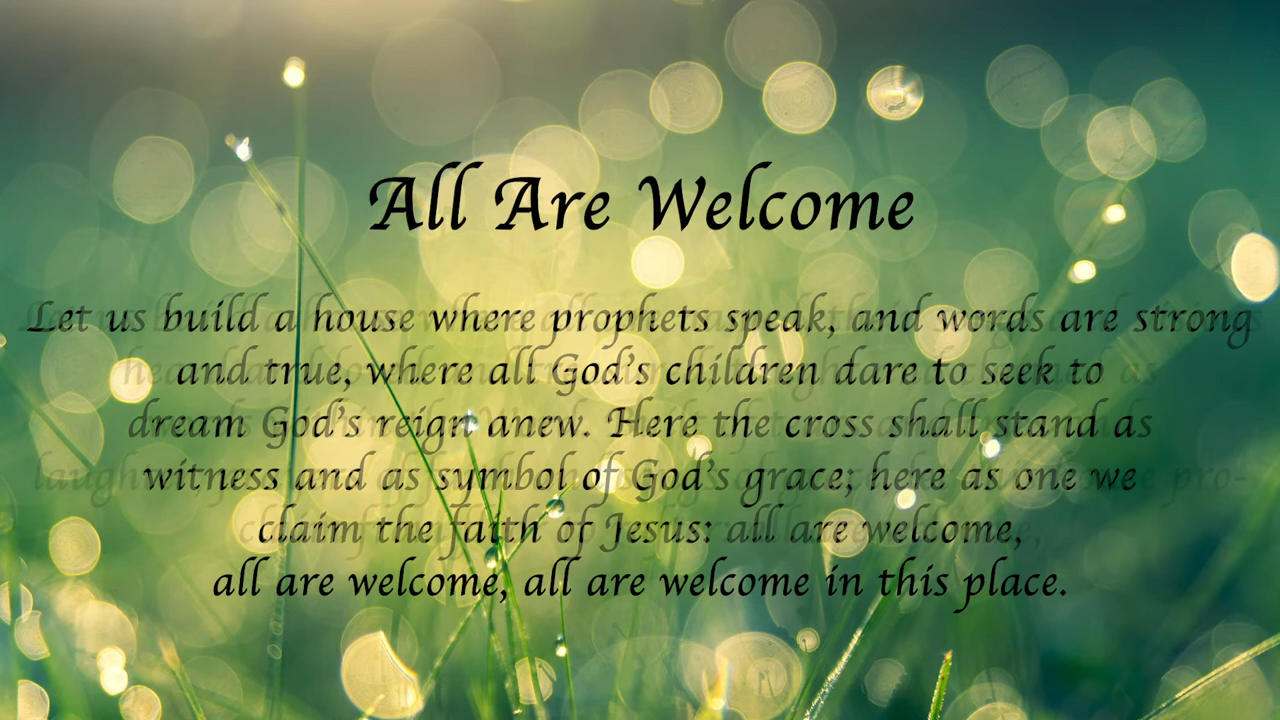 All Are Welcome
Let us build a house where prophets speak, and words are strong
and true, where all God's children dare to seek to
dream God's reign anew. Here the cross shall stand as
witness and as symbol of God's grace; here as one we
claim the faith of Jesus: all are welcome,
all are welcome, all are welcome in this place.